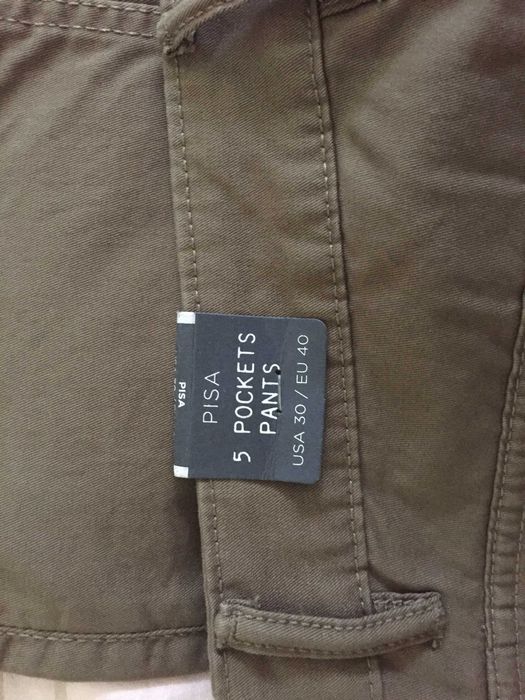 PISA
PISA
5 POCKETS
PANTS
USA 30 / EU 40